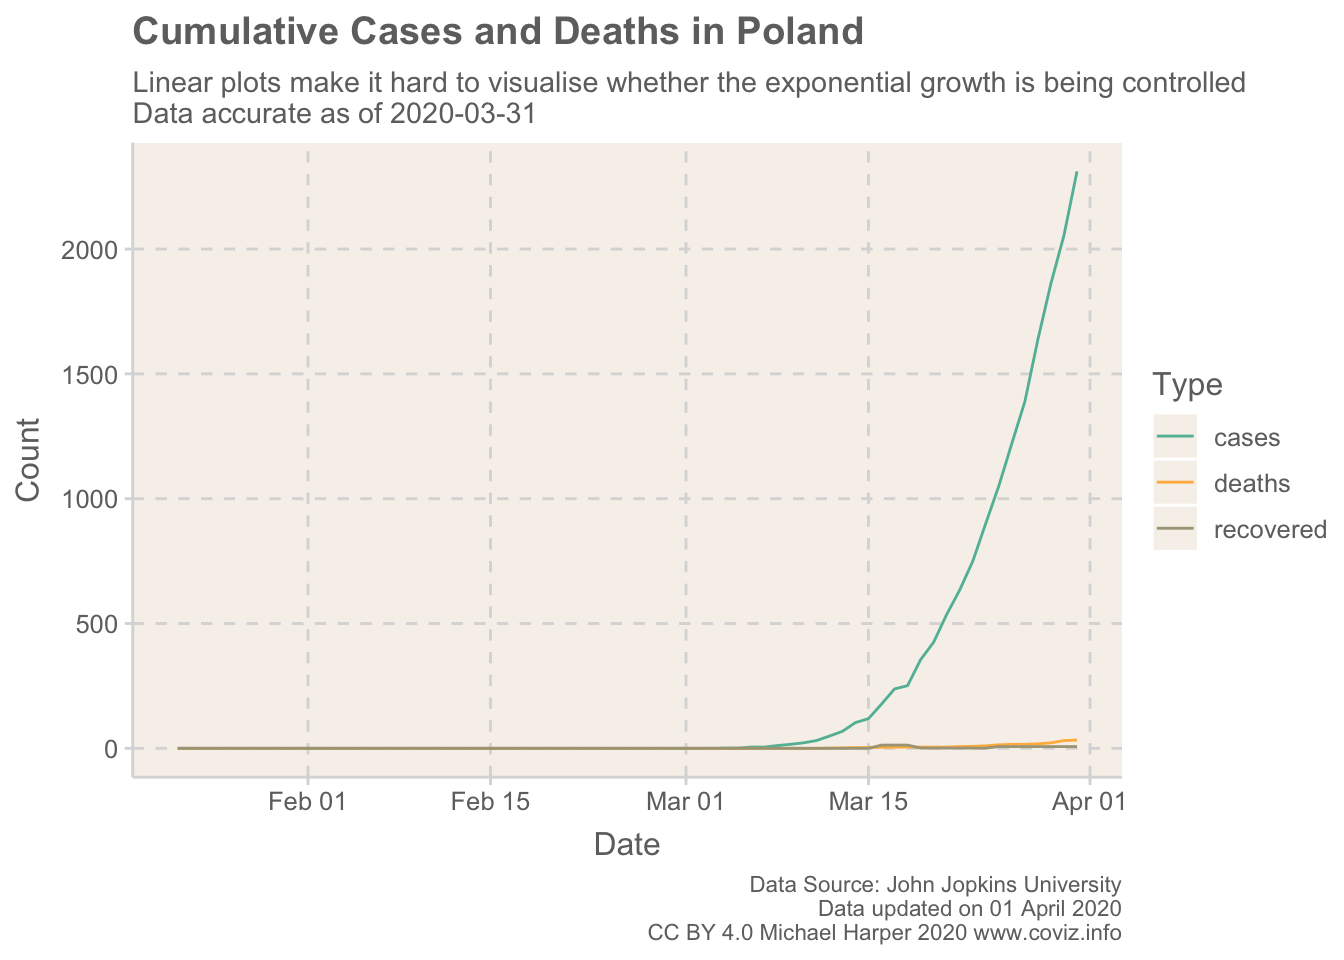 Cumulative Cases and Deaths in Poland
Linear plots make it hard to visualise whether the exponential growth is being controlled
Data accurate as of 2020-03-31
Count
2000
1500
1000
500
0
Feb 01
Feb 15
Mar 01
Mar 15
Apr 01
Date
Type
cases
deaths
recovered
Data Source: John Jopkins University
Data updated on 01 April 2020
CC BY 4.0 Michael Harper 2020 www.coviz.info